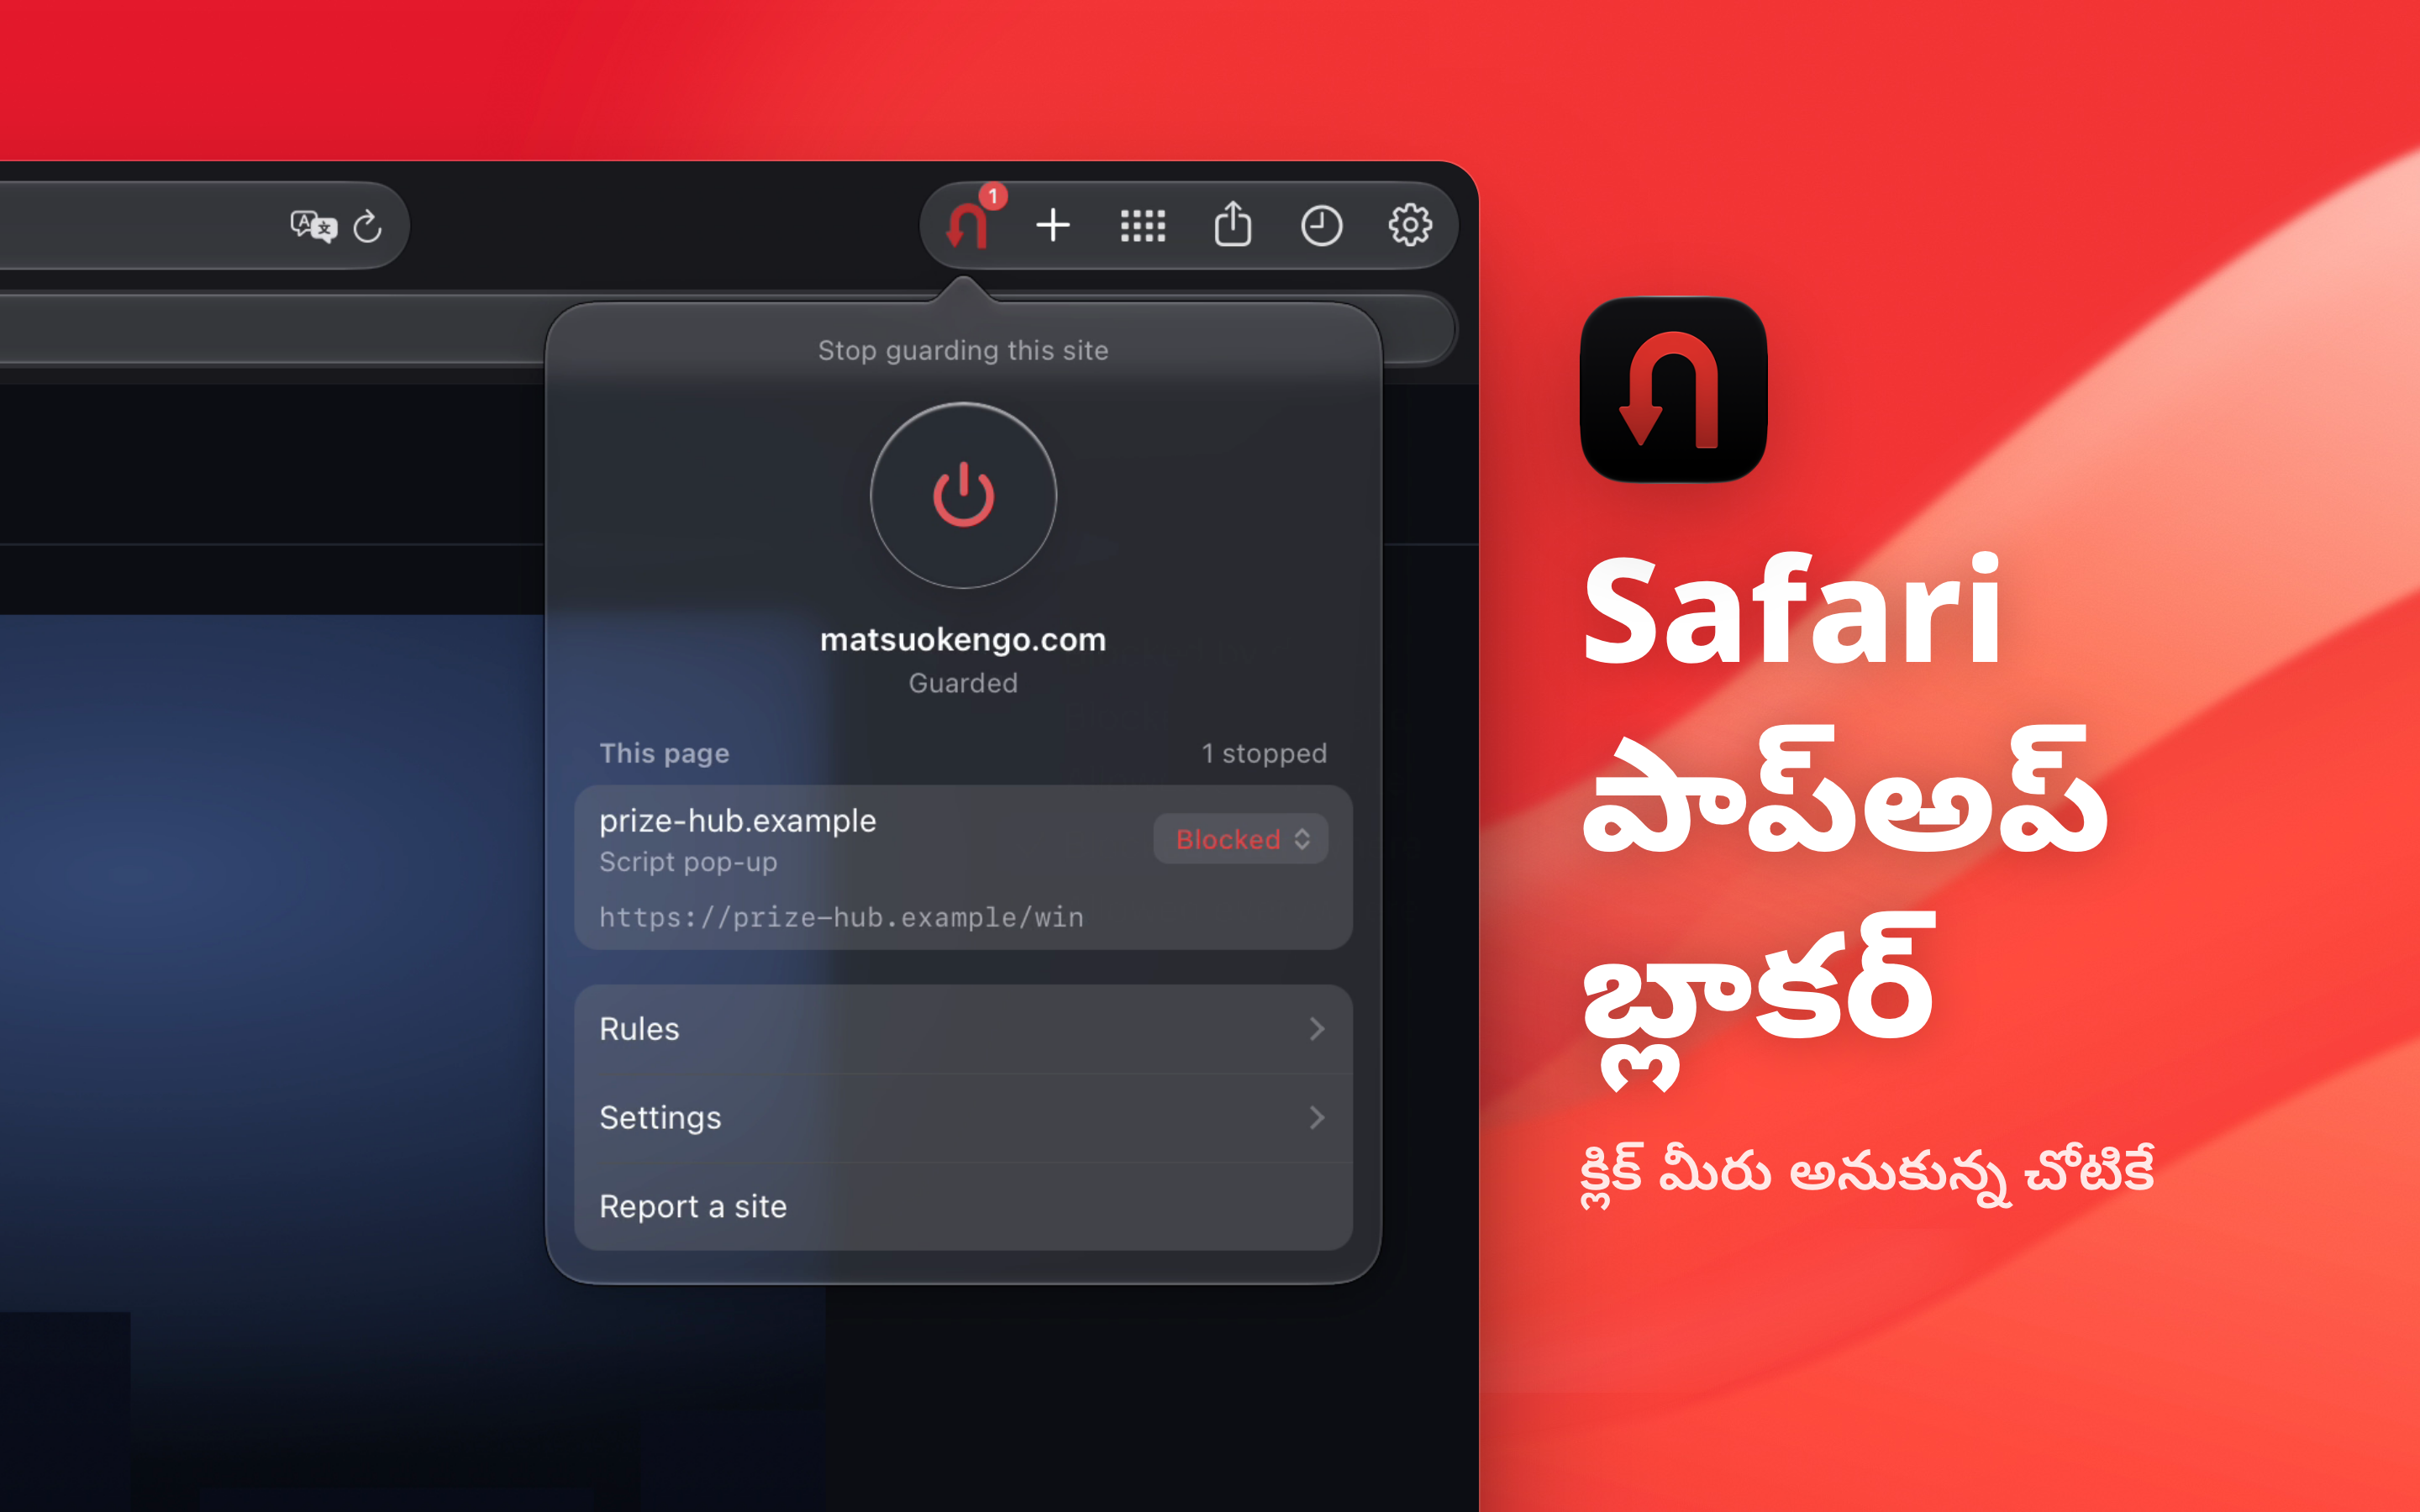 1
Stop guarding this site
matsuokengo.com
Guarded
This page
1 stopped
prize-hub.example
Blocked
Script pop-up
https://prize-hub.example/win
Rules
Settings
Report a site
Safari
పాప్‌అప్
బ్లాకర్
క్లిక్ మీరు అనుకున్న చోటికే